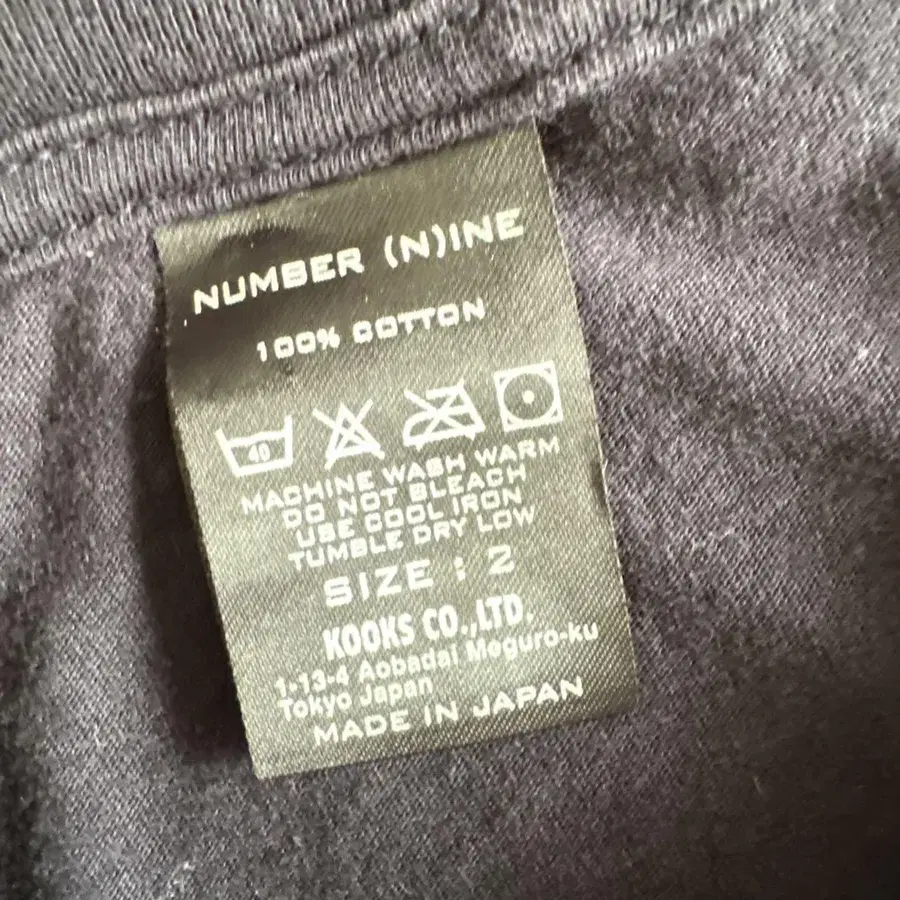 NUMBER (N)INE
100% COTTON
40
MACHINE WASH WARM
DO NOT BLEACH
USE COOL IRON
TUMBLE DRY LOW
SIZE : 2
KOOKS CO.,LTD.
1-13-4 Aobadai Meguro-ku
Tokyo Japan
MADE IN JAPAN